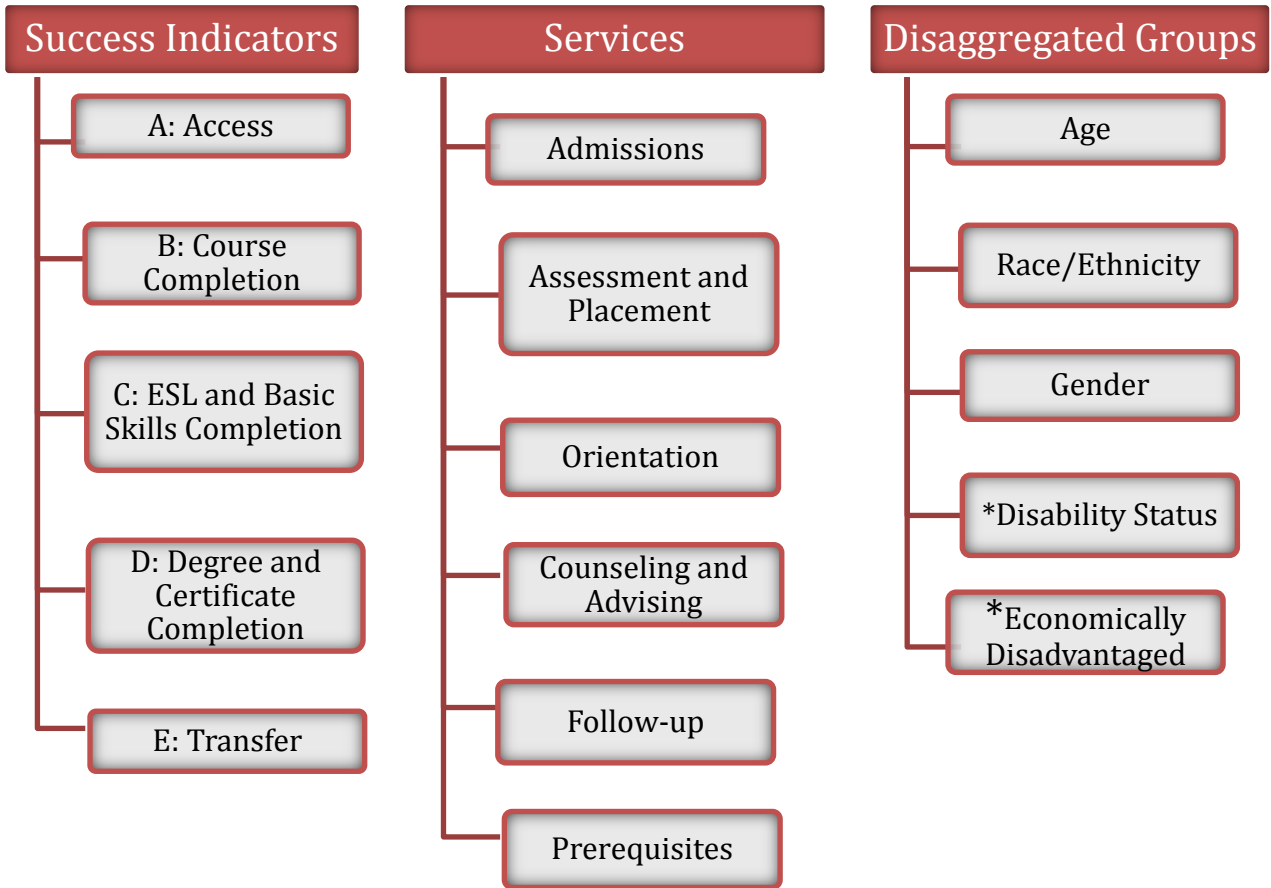 Success Indicators
A: Access
B: Course
Completion
C: ESL and Basic
Skills Completion
D: Degree and
Certificate
Completion
E: Transfer
Services
Admissions
Assessment and
Placement
Orientation
Counseling and
Advising
Follow-up
Prerequisites
Disaggregated Groups
Age
Race/Ethnicity
Gender
*Disability Status
*Economically
Disadvantaged